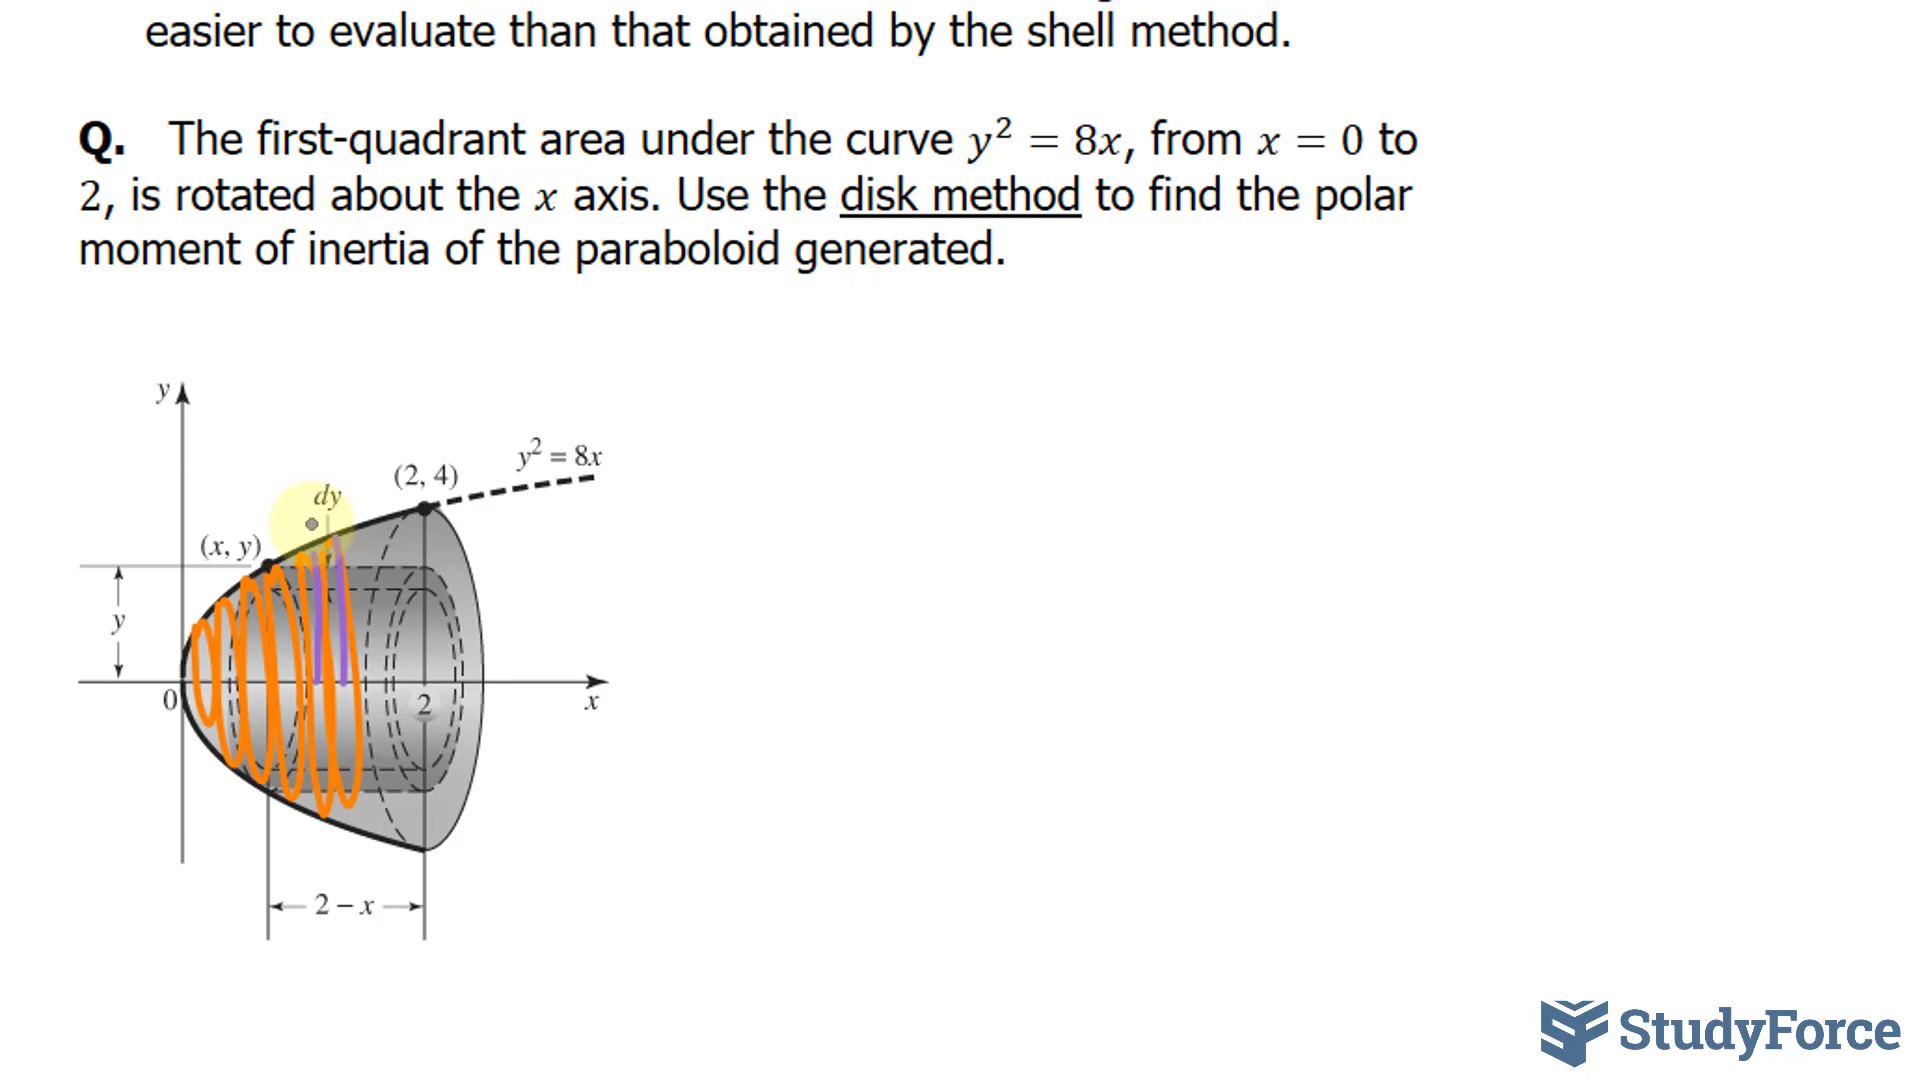 easier to evaluate than that obtained by the shell method.
Q. The first-quadrant area under the curve y² = 8x, from x = 0 to
2, is rotated about the x axis. Use the disk method to find the polar
moment of inertia of the paraboloid generated.
y
y² = 8x
(2, 4)
dy
(x, y)
y
0
2
x
2 – x
StudyForce